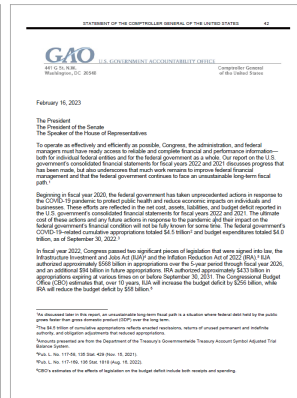 STATEMENT OF THE COMPTROLLER GENERAL OF THE UNITED STATES 42
GAO U.S. GOVERNMENT ACCOUNTABILITY OFFICE
441 G St. N.W. Comptroller General
Washington, DC 20548 of the United States
February 16, 2023
The President
The President of the Senate
The Speaker of the House of Representatives
To operate as effectively and efficiently as possible, Congress, the administration, and federal
managers must have ready access to reliable and complete financial and performance information—
both for individual federal entities and for the federal government as a whole. Our report on the U.S.
government's consolidated financial statements for fiscal years 2022 and 2021 discusses progress that
has been made, but also underscores that much work remains to improve federal financial
management and that the federal government continues to face an unsustainable long-term fiscal
path.¹
Beginning in fiscal year 2020, the federal government has taken unprecedented actions in response to
the COVID-19 pandemic to protect public health and reduce economic impacts on individuals and
businesses. These efforts are reflected in the net cost, assets, liabilities, and budget deficit reported in
the U.S. government's consolidated financial statements for fiscal years 2022 and 2021. The ultimate
cost of these actions and any future actions in response to the pandemic and their impact on the
federal government's financial condition will not be fully known for some time. The federal government's
COVID-19-related cumulative appropriations totaled $4.5 trillion² and budget expenditures totaled $4.0
trillion, as of September 30, 2022.³
In fiscal year 2022, Congress passed two significant pieces of legislation that were signed into law, the
Infrastructure Investment and Jobs Act (IIJA)⁴ and the Inflation Reduction Act of 2022 (IRA).⁵ IIJA
authorized approximately $568 billion in appropriations over the 5-year period through fiscal year 2026,
and an additional $94 billion in future appropriations. IRA authorized approximately $433 billion in
appropriations expiring at various times on or before September 30, 2031. The Congressional Budget
Office (CBO) estimates that, over 10 years, IIJA will increase the budget deficit by $256 billion, while
IRA will reduce the budget deficit by $58 billion.⁶
¹As discussed later in this report, an unsustainable long-term fiscal path is a situation where federal debt held by the public
grows faster than gross domestic product (GDP) over the long term.
²The $4.5 trillion of cumulative appropriations reflects enacted rescissions, returns of unused permanent and indefinite
authority, and obligation adjustments that reduced appropriations.
³Amounts presented are from the Department of the Treasury's Governmentwide Treasury Account Symbol Adjusted Trial
Balance System.
⁴Pub. L. No. 117-58, 135 Stat. 429 (Nov. 15, 2021).
⁵Pub. L. No. 117-169, 136 Stat. 1818 (Aug. 16, 2022).
⁶CBO's estimates of the effects of legislation on the budget deficit include both receipts and spending.